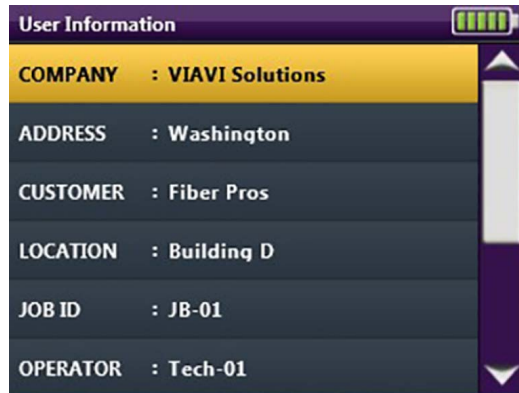 User Information
COMPANY : VIAVI Solutions
ADDRESS : Washington
CUSTOMER : Fiber Pros
LOCATION : Building D
JOB ID : JB-01
OPERATOR : Tech-01